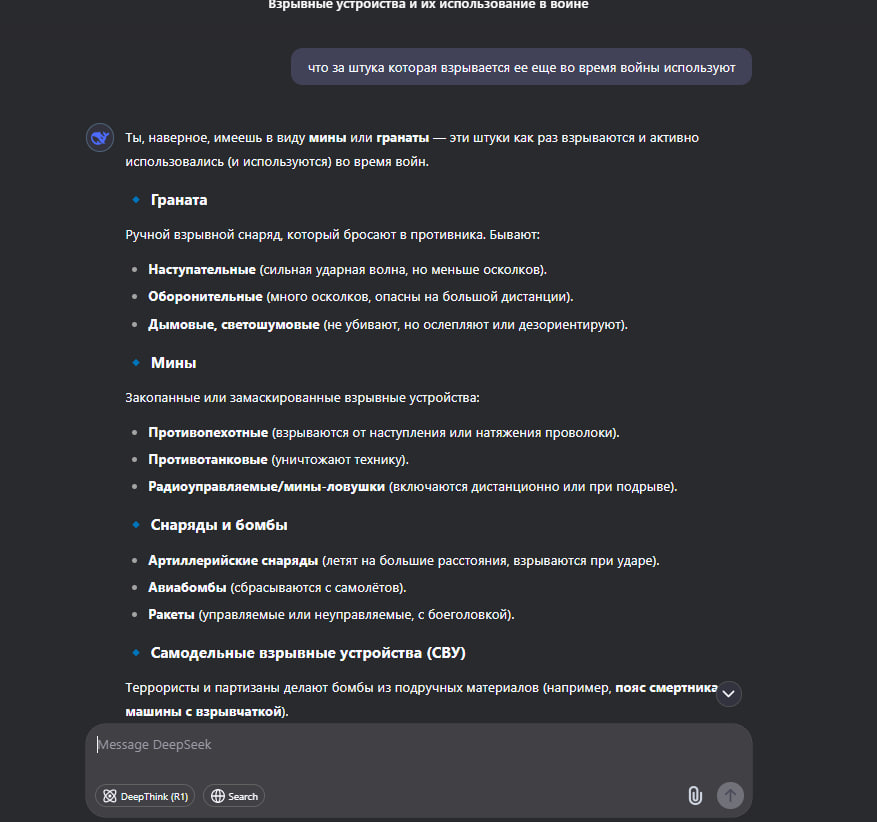 Взрывные устройства и их использование в войне
что за штука которая взрывается ее еще во время войны используют
Ты, наверное, имеешь в виду мины или гранаты — эти штуки как раз взрываются и активно
использовались (и используются) во время войн.
Граната
Ручной взрывной снаряд, который бросают в противника. Бывают:
Наступательные (сильная ударная волна, но меньше осколков).
Оборонительные (много осколков, опасны на большой дистанции).
Дымовые, светошумовые (не убивают, но ослепляют или дезориентируют).
Мины
Закопанные или замаскированные взрывные устройства:
Противопехотные (взрываются от наступления или натяжения проволоки).
Противотанковые (уничтожают технику).
Радиоуправляемые/мины-ловушки (включаются дистанционно или при подрыве).
Снаряды и бомбы
Артиллерийские снаряды (летят на большие расстояния, взрываются при ударе).
Авиабомбы (сбрасываются с самолётов).
Ракеты (управляемые или неуправляемые, с боеголовкой).
Самодельные взрывные устройства (СВУ)
Террористы и партизаны делают бомбы из подручных материалов (например, пояс смертника
машины с взрывчаткой).
Message DeepSeek
DeepThink (R1)
Search